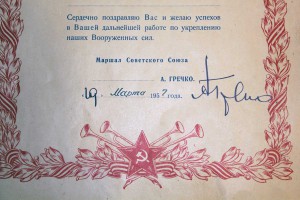 Сердечно поздравляю Вас и желаю успехов
в Вашей дальнейшей работе по укреплению
наших Вооруженных сил.
Маршал Советского Союза
А. ГРЕЧКО.
„19” Марта 1957 года.